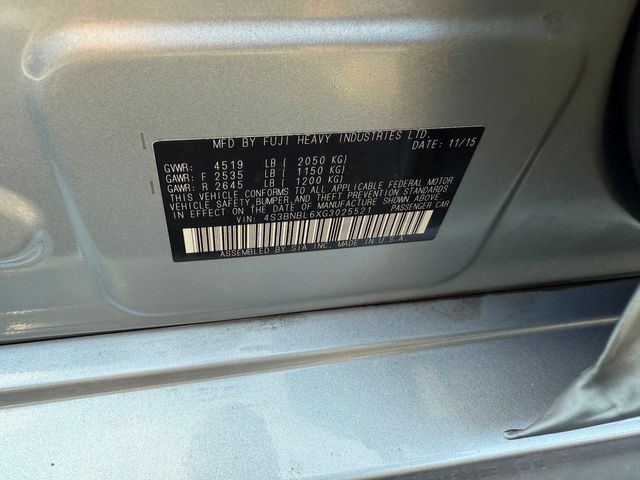 MFD BY FUJI HEAVY INDUSTRIES LTD.
DATE: 11/15
GVWR: 4519 LB ( 2050 KG)
GAWR: F 2535 LB ( 1150 KG)
GAWR: R 2645 LB ( 1200 KG)
THIS VEHICLE CONFORMS TO ALL APPLICABLE FEDERAL MOTOR
VEHICLE SAFETY, BUMPER, AND THEFT PREVENTION STANDARDS
IN EFFECT ON THE DATE OF MANUFACTURE SHOWN ABOVE.
VIN: 4S3BNBL6XG3025521 PASSENGER CAR
ASSEMBLED BY SIA INC. MADE IN U.S.A.